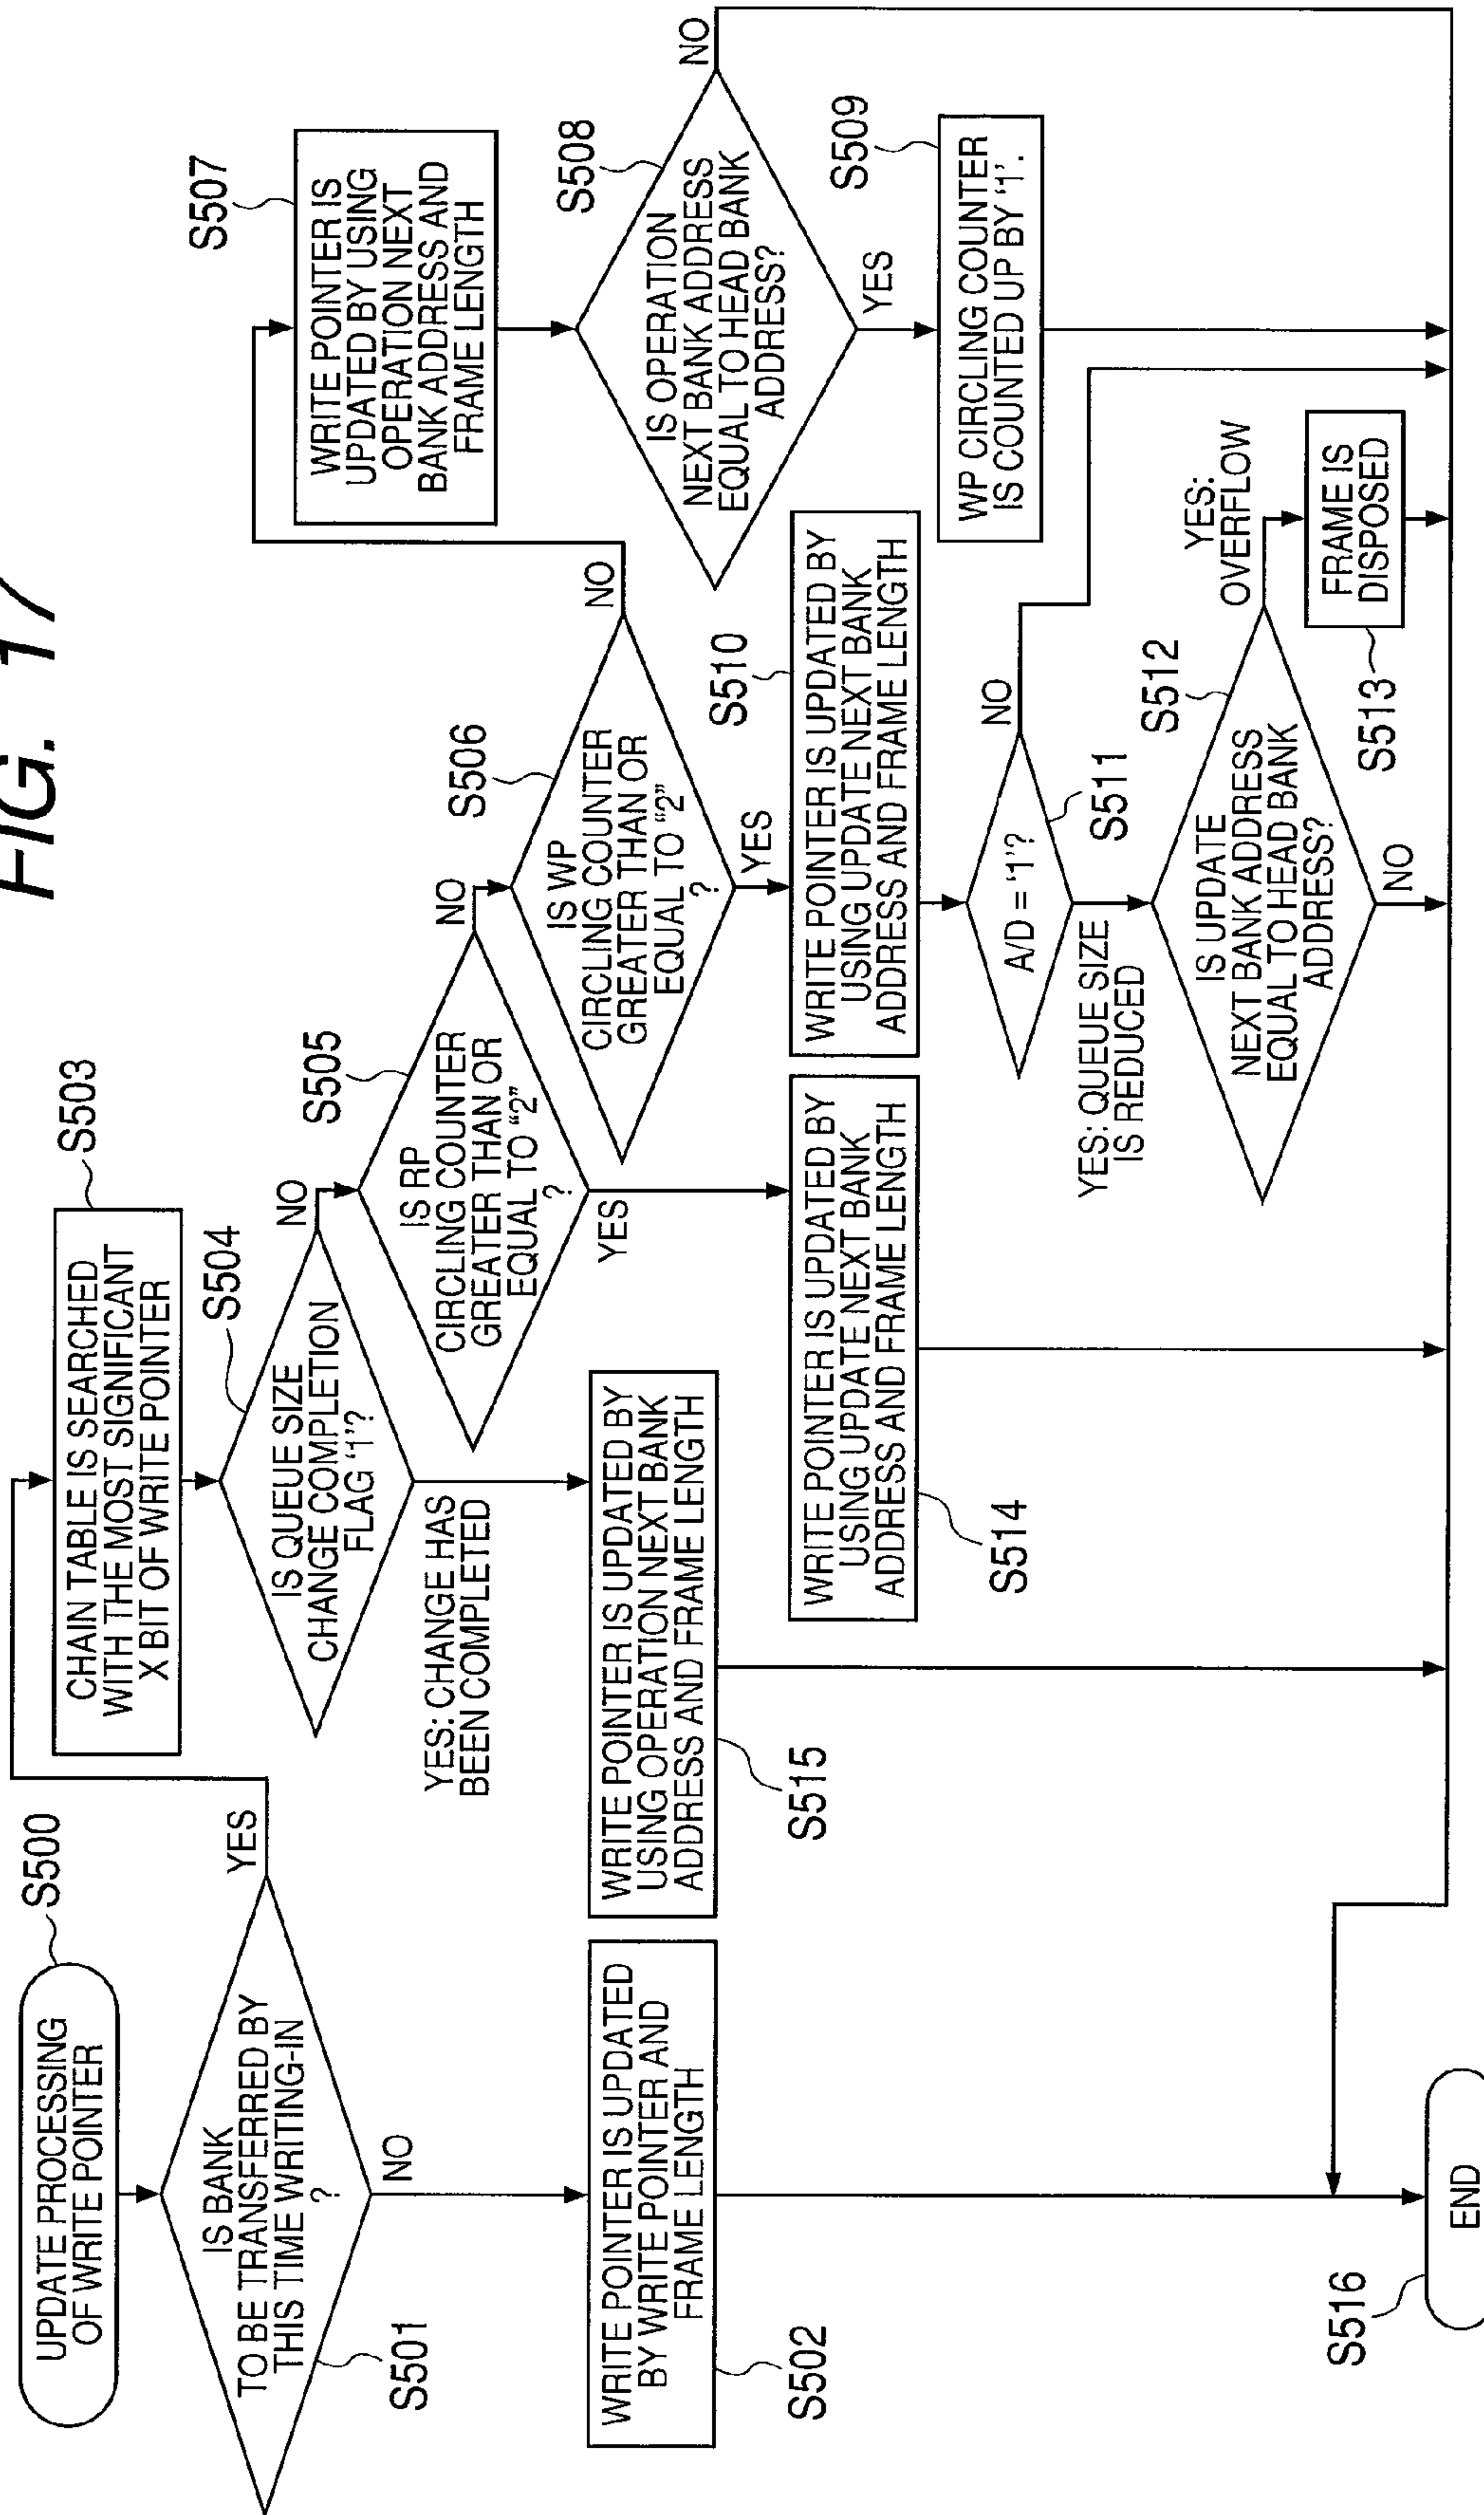 FIG. 17
UPDATE PROCESSING
OF WRITE POINTER
S500
IS BANK
TO BE TRANSFERRED BY
THIS TIME WRITING-IN
?
S501
YES
NO
WRITE POINTER IS UPDATED
BY WRITE POINTER AND
FRAME LENGTH
S502
CHAIN TABLE IS SEARCHED
WITH THE MOST SIGNIFICANT
X BIT OF WRITE POINTER
S503
IS QUEUE SIZE
CHANGE COMPLETION
FLAG '1'?
S504
NO
YES: CHANGE HAS
BEEN COMPLETED
WRITE POINTER IS UPDATED BY
USING OPERATION NEXT BANK
ADDRESS AND FRAME LENGTH
S515
IS RP
CIRCLING COUNTER
GREATER THAN OR
EQUAL TO "2"
?
S505
NO
YES
WRITE POINTER IS UPDATED BY
USING UPDATE NEXT BANK
ADDRESS AND FRAME LENGTH
S514
IS WP
CIRCLING COUNTER
GREATER THAN OR
EQUAL TO "2"
?
S506
NO
YES
WRITE POINTER IS UPDATED BY
USING UPDATE NEXT BANK
ADDRESS AND FRAME LENGTH
S510
A/D = '1'?
S511
NO
YES: QUEUE SIZE
IS REDUCED
IS UPDATE
NEXT BANK ADDRESS
EQUAL TO HEAD BANK
ADDRESS?
S512
YES:
OVERFLOW
NO
FRAME IS
DISPOSED
S513
WRITE POINTER IS
UPDATED BY USING
OPERATION NEXT
BANK ADDRESS AND
FRAME LENGTH
S507
IS OPERATION
NEXT BANK ADDRESS
EQUAL TO HEAD BANK
ADDRESS?
S508
NO
YES
WP CIRCLING COUNTER
IS COUNTED UP BY '1'.
S509
END
S516